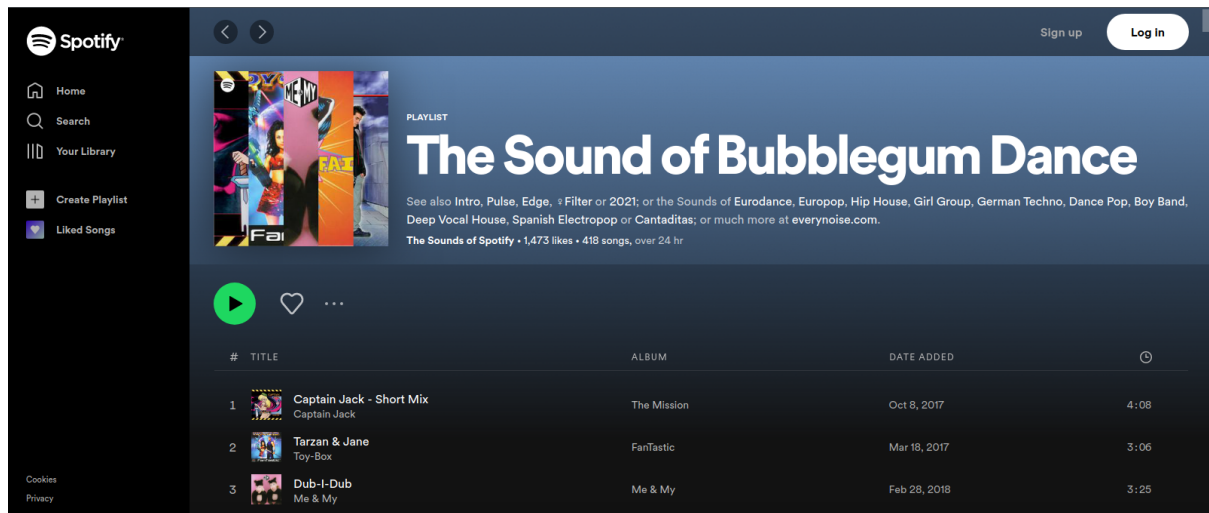 Spotify
Home
Search
Your Library
Create Playlist
Liked Songs
Cookies
Privacy
Sign up
Log in
ME & MY
Fan
PLAYLIST
The Sound of Bubblegum Dance
See also Intro, Pulse, Edge, ♀Filter or 2021; or the Sounds of Eurodance, Europop, Hip House, Girl Group, German Techno, Dance Pop, Boy Band,
Deep Vocal House, Spanish Electropop or Cantaditas; or much more at everynoise.com.
The Sounds of Spotify • 1,473 likes • 418 songs, over 24 hr
# TITLE ALBUM DATE ADDED
1 Captain Jack - Short Mix The Mission Oct 8, 2017 4:08
Captain Jack
2 Tarzan & Jane FanTastic Mar 18, 2017 3:06
Toy-Box
3 Dub-I-Dub Me & My Feb 28, 2018 3:25
Me & My